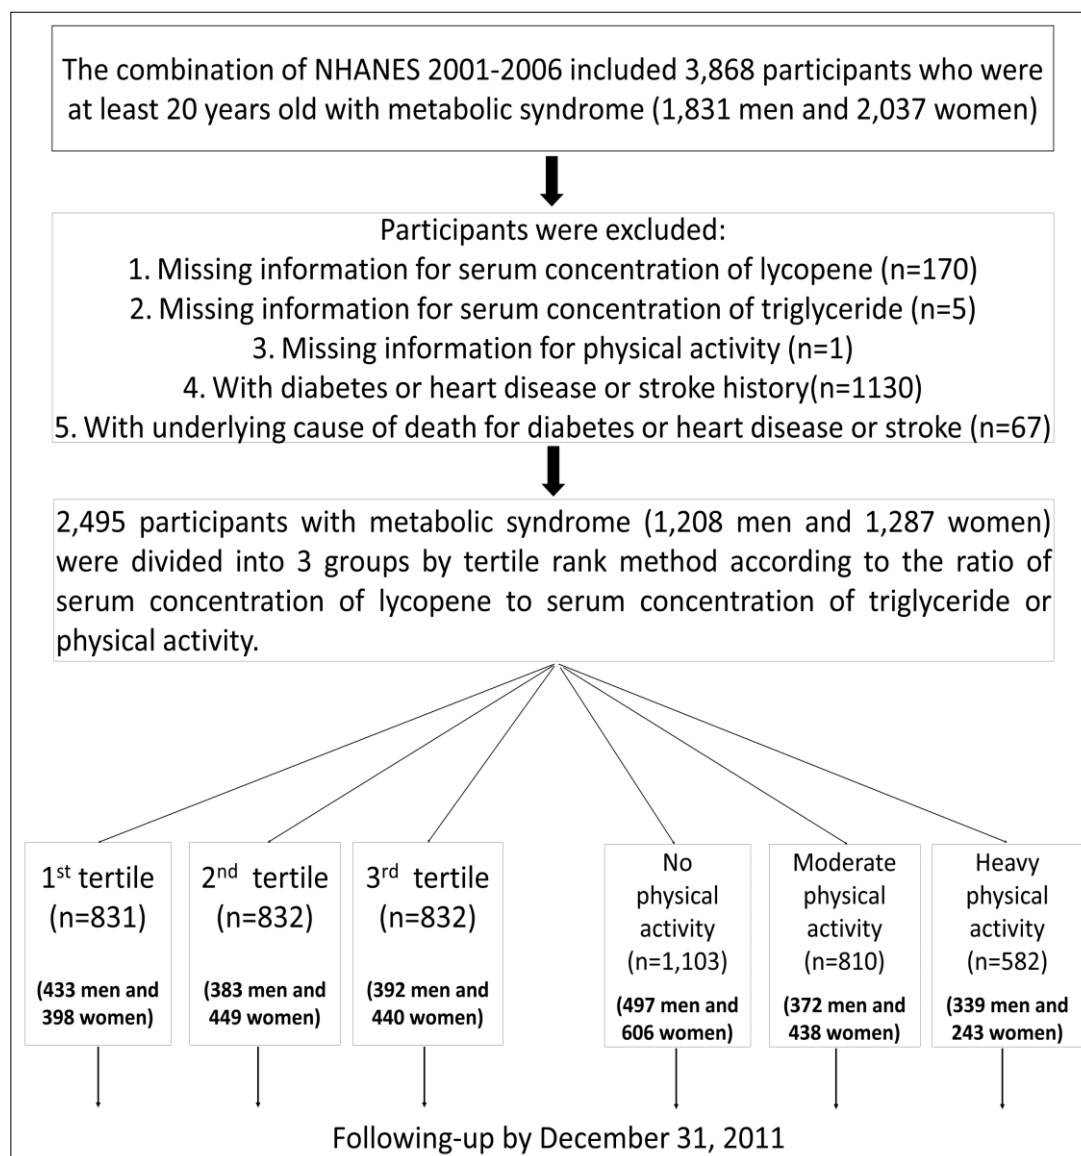 The combination of NHANES 2001-2006 included 3,868 participants who were
at least 20 years old with metabolic syndrome (1,831 men and 2,037 women)
Participants were excluded:
1. Missing information for serum concentration of lycopene (n=170)
2. Missing information for serum concentration of triglyceride (n=5)
3. Missing information for physical activity (n=1)
4. With diabetes or heart disease or stroke history(n=1130)
5. With underlying cause of death for diabetes or heart disease or stroke (n=67)
2,495 participants with metabolic syndrome (1,208 men and 1,287 women)
were divided into 3 groups by tertile rank method according to the ratio of
serum concentration of lycopene to serum concentration of triglyceride or
physical activity.
1st tertile
(n=831)
(433 men and
398 women)
2nd tertile
(n=832)
(383 men and
449 women)
3rd tertile
(n=832)
(392 men and
440 women)
No
physical
activity
(n=1,103)
(497 men and
606 women)
Moderate
physical
activity
(n=810)
(372 men and
438 women)
Heavy
physical
activity
(n=582)
(339 men and
243 women)
Following-up by December 31, 2011